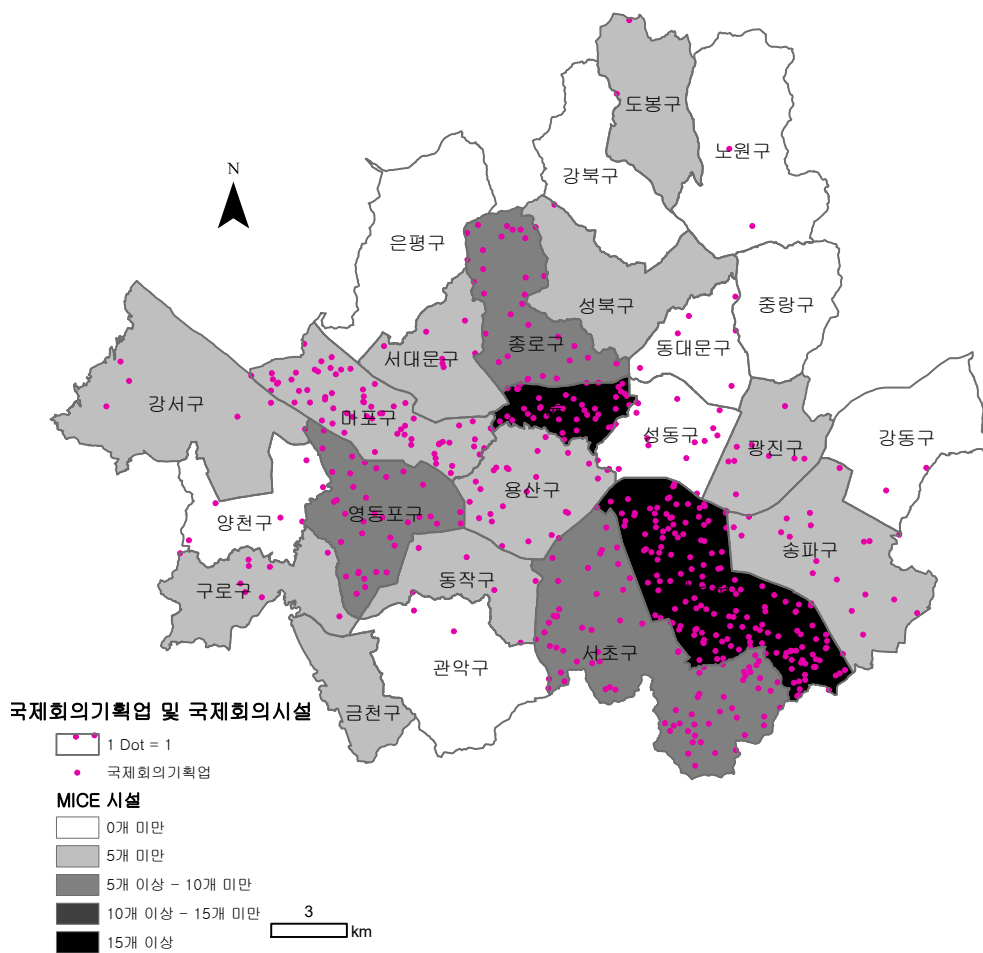 도봉구
노원구
강북구
N
은평구
성북구
중랑구
종로구
동대문구
서대문구
강서구
마포구
성동구
광진구
강동구
용산구
영등포구
양천구
송파구
동작구
구로구
서초구
관악구
금천구
국제회의기획업 및 국제회의시설
1 Dot = 1
국제회의기획업
MICE 시설
0개 미만
5개 미만
5개 이상 - 10개 미만
10개 이상 - 15개 미만
15개 이상
3
km